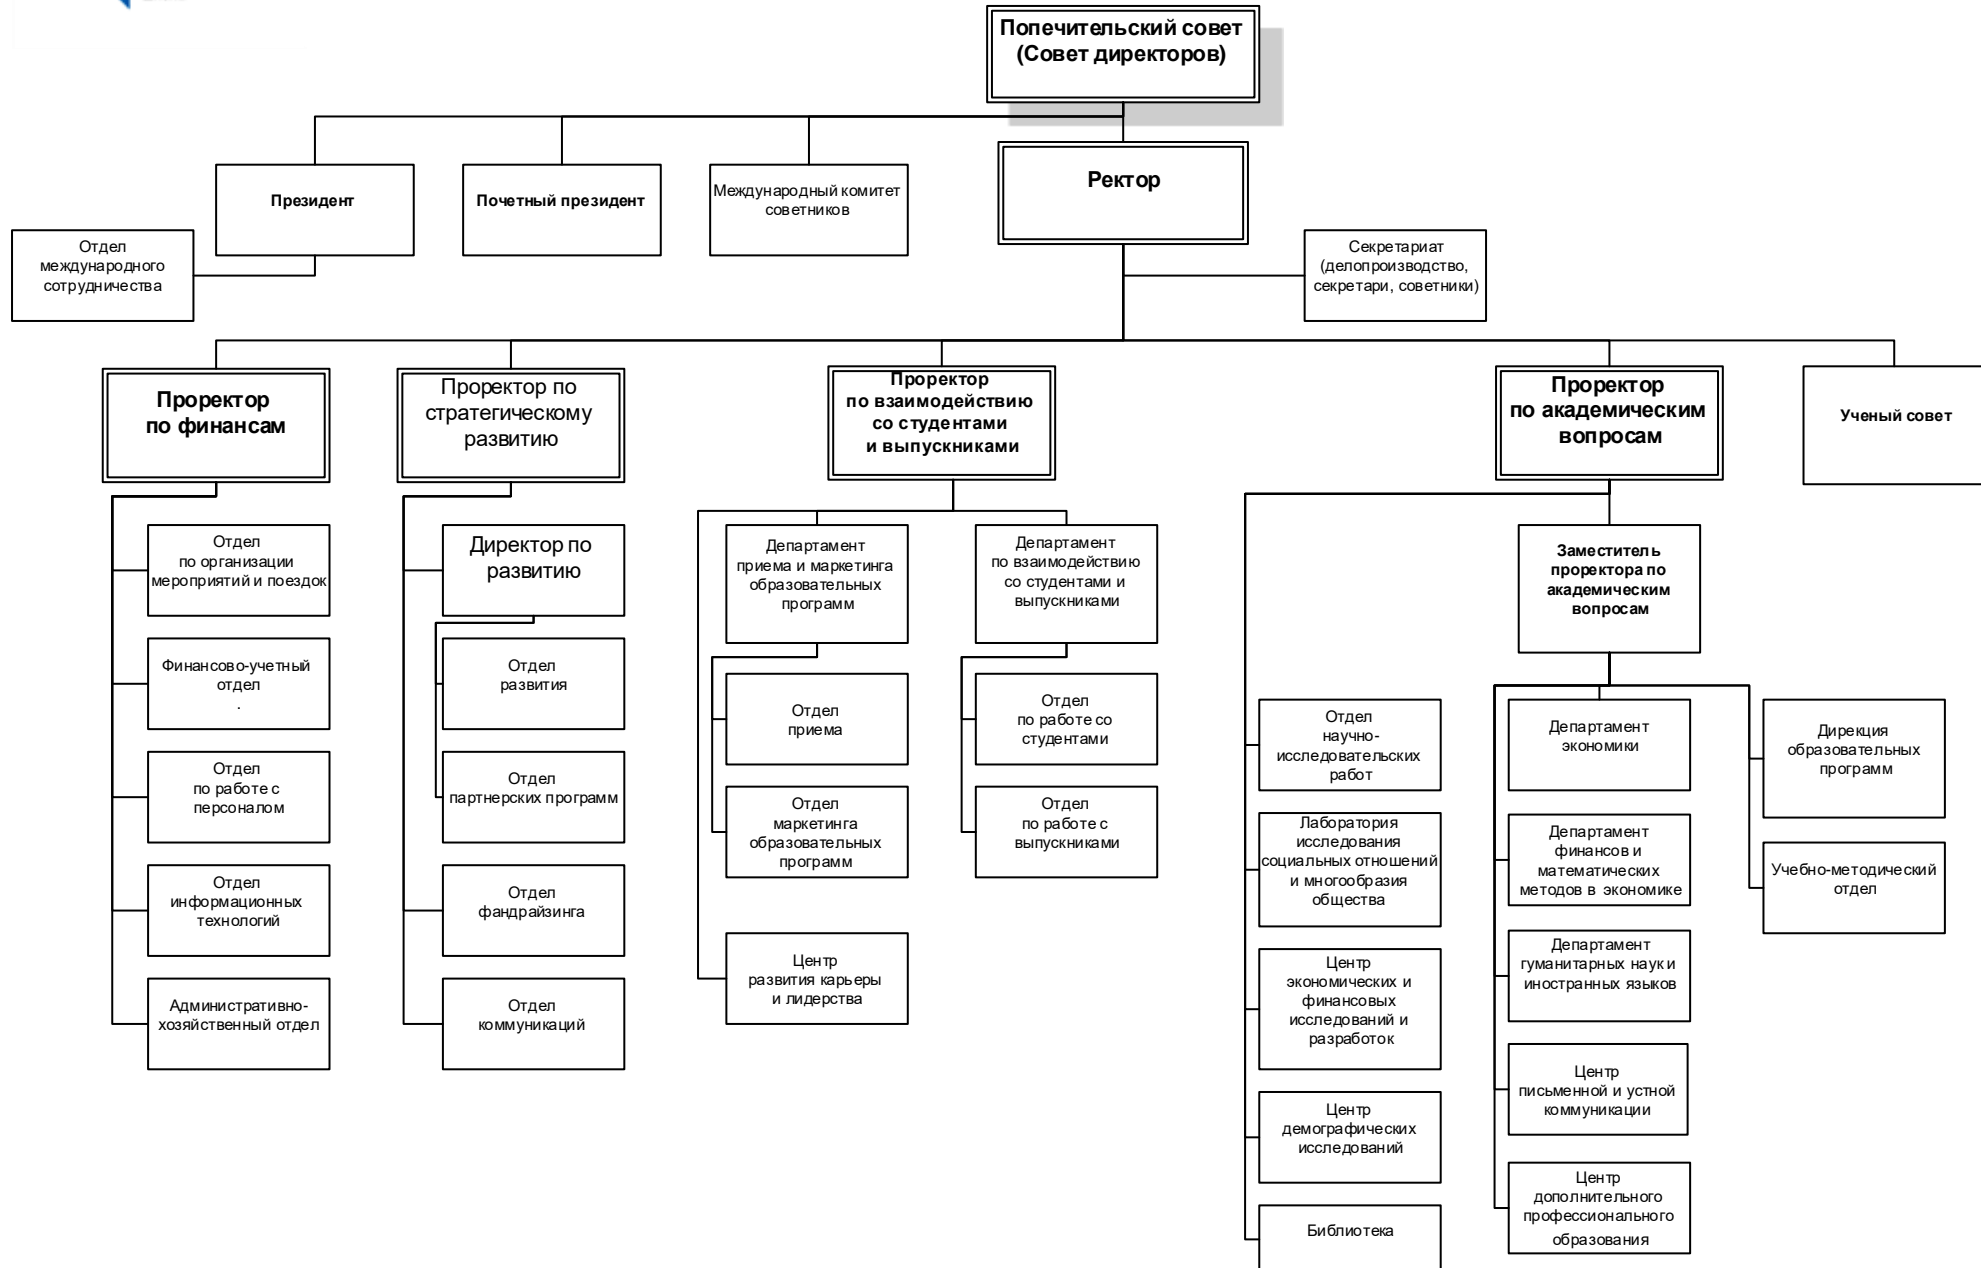 Попечительский совет
(Совет директоров)
Президент
Почетный президент
Международный комитет
советников
Ректор
Отдел
международного
сотрудничества
Секретариат
(делопроизводство,
секретари, советники)
Проректор
по финансам
Проректор по
стратегическому
развитию
Проректор
по взаимодействию
со студентами
и выпускниками
Проректор
по академическим
вопросам
Ученый совет
Отдел
по организации
мероприятий и поездок
Финансово-учетный
отдел
.
Отдел
по работе с
персоналом
Отдел
информационных
технологий
Административно-
хозяйственный отдел
Директор по
развитию
Отдел
развития
Отдел
партнерских программ
Отдел
фандрайзинга
Отдел
коммуникаций
Департамент
приема и маркетинга
образовательных
программ
Отдел
приема
Отдел
маркетинга
образовательных
программ
Центр
развития карьеры
и лидерства
Департамент
по взаимодействию
со студентами и
выпускниками
Отдел
по работе со
студентами
Отдел
по работе с
выпускниками
Отдел
научно-
исследовательских
работ
Лаборатория
исследования
социальных отношений
и многообразия
общества
Центр
экономических и
финансовых
исследований и
разработок
Центр
демографических
исследований
Библиотека
Заместитель
проректора по
академическим
вопросам
Департамент
экономики
Департамент
финансов и
математических
методов в экономике
Департамент
гуманитарных наук и
иностранных языков
Центр
письменной и устной
коммуникации
Центр
дополнительного
профессионального
образования
Дирекция
образовательных
программ
Учебно-методический
отдел